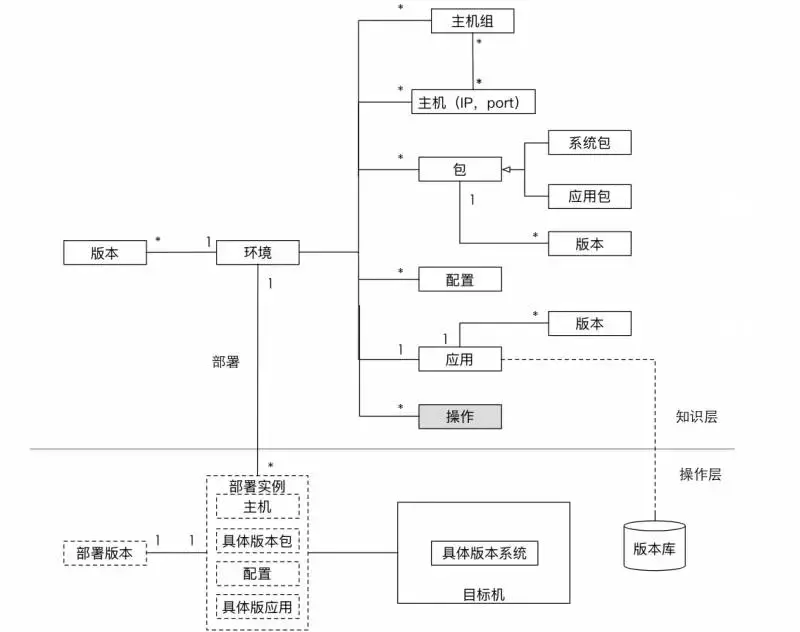 *
主机组
*
*
*
主机（IP，port）
*
包
系统包
应用包
1
*
版本
版本
*
1
环境
1
*
配置
*
版本
1
1
应用
部署
*
操作
知识层
操作层
*
部署实例
主机
具体版本包
配置
具体版应用
部署版本
1
1
具体版本系统
目标机
版本库